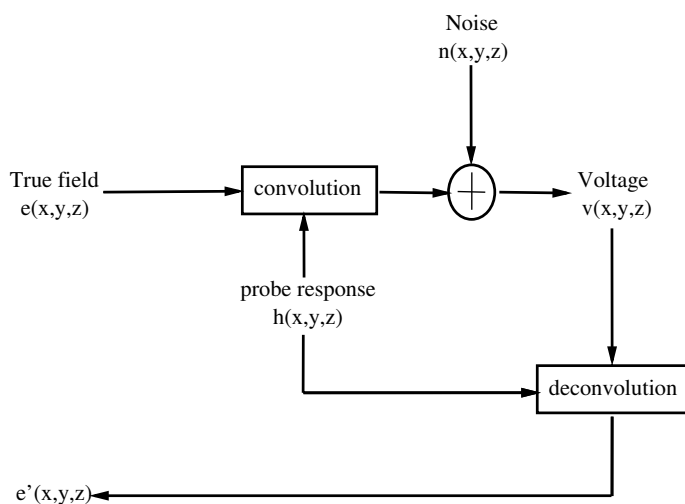 Noise
n(x,y,z)
True field
e(x,y,z)
convolution
Voltage
v(x,y,z)
probe response
h(x,y,z)
deconvolution
e'(x,y,z)